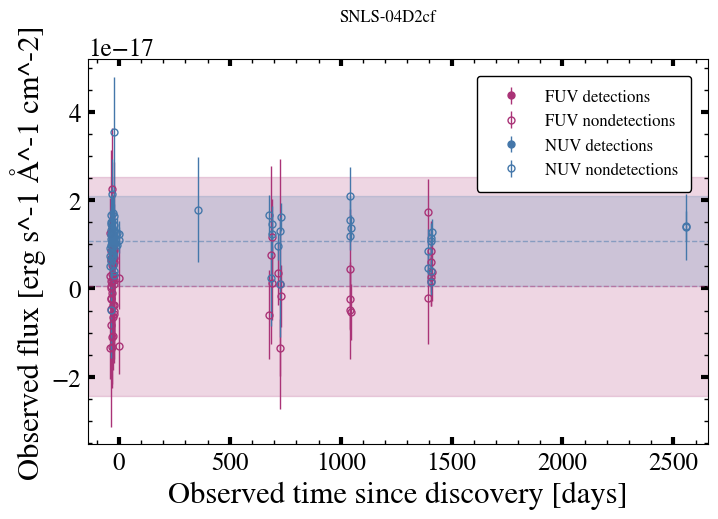 SNLS-04D2cf
1e−17
FUV detections
FUV nondetections
NUV detections
NUV nondetections
4
2
0
−2
Observed flux [erg s^-1 Å^-1 cm^-2]
0 500 1000 1500 2000 2500
Observed time since discovery [days]